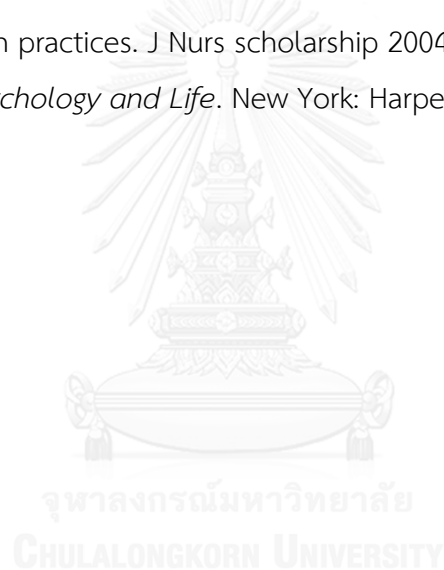 n practices. J Nurs scholarship 2004
chology and Life. New York: Harpe
จุฬาลงกรณ์มหาวิทยาลัย
CHULALONGKORN UNIVERSITY